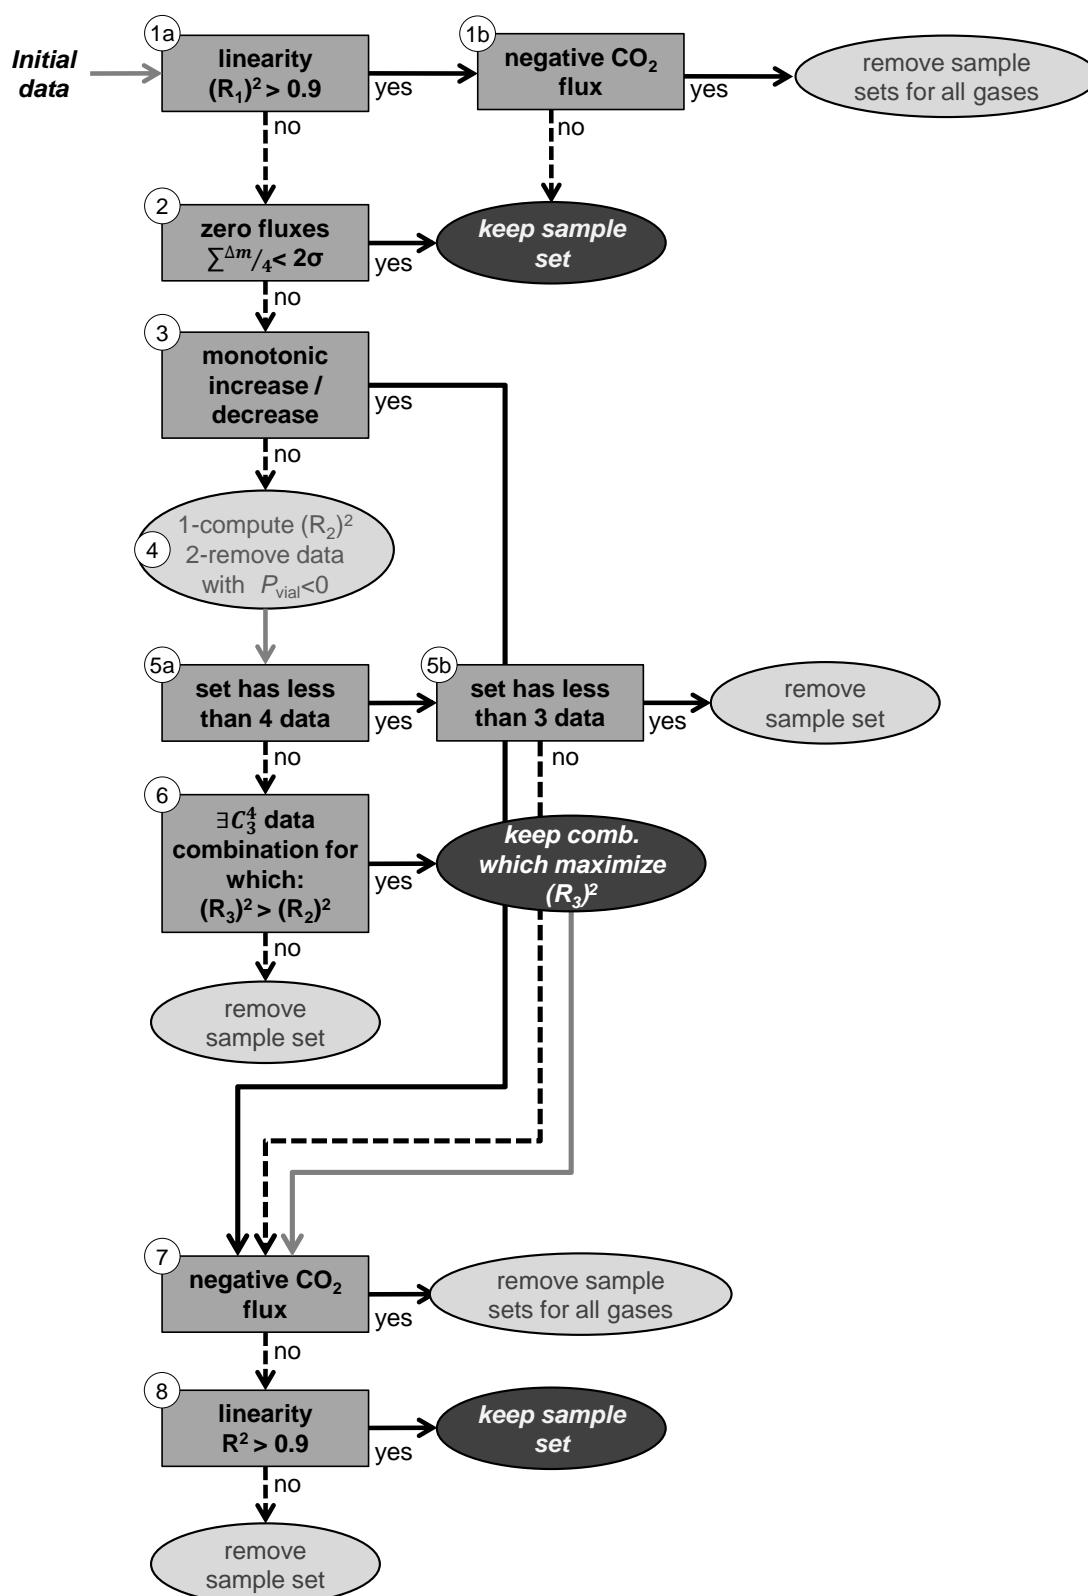 Initial
data
1a
linearity
(R₁)² > 0.9
yes
no
1b
negative CO₂
flux
yes
no
remove sample
sets for all gases
2
zero fluxes
∑ᐃᵐ/₄< 2σ
yes
no
keep sample
set
3
monotonic
increase /
decrease
yes
no
4
1-compute (R₂)²
2-remove data
with P_vial<0
5a
set has less
than 4 data
yes
no
5b
set has less
than 3 data
yes
no
remove
sample set
6
∃C₃⁴ data
combination for
which:
(R₃)² > (R₂)²
yes
no
keep comb.
which maximize
(R₃)²
remove
sample set
7
negative CO₂
flux
yes
no
remove sample
sets for all gases
8
linearity
R² > 0.9
yes
no
keep sample
set
remove
sample set